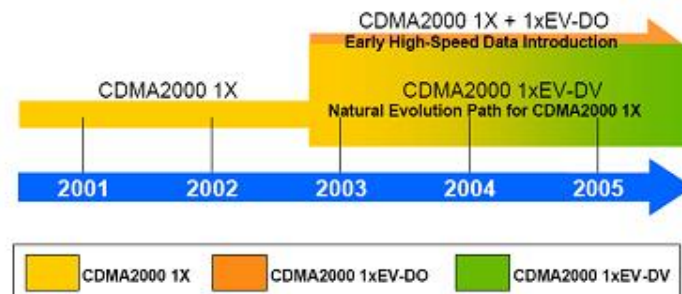 CDMA2000 1X + 1xEV-DO
Early High-Speed Data Introduction
CDMA2000 1X
CDMA2000 1xEV-DV
Natural Evolution Path for CDMA2000 1X
2001 2002 2003 2004 2005
CDMA2000 1X CDMA2000 1xEV-DO CDMA2000 1xEV-DV